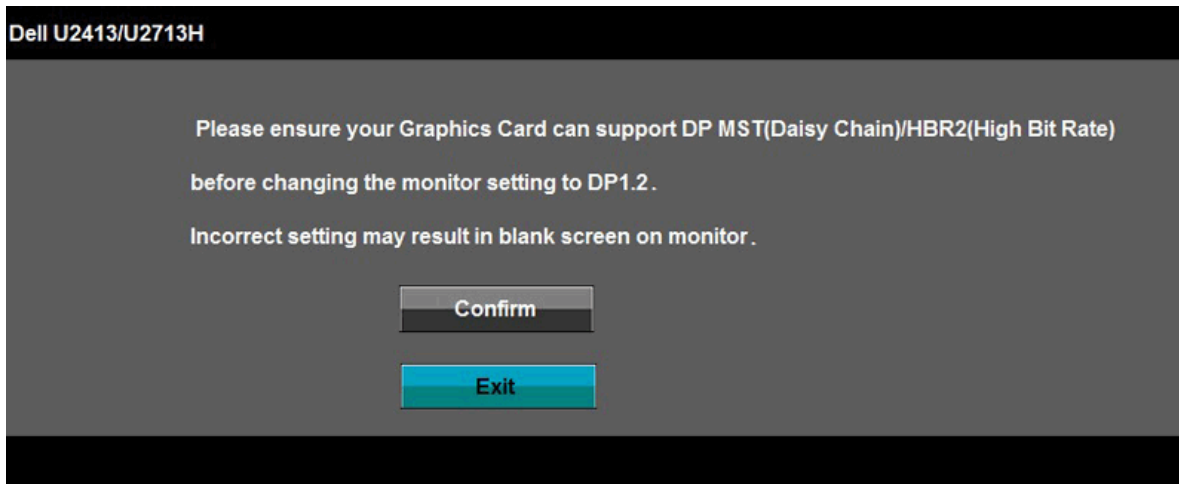 Dell U2413/U2713H
Please ensure your Graphics Card can support DP MST(Daisy Chain)/HBR2(High Bit Rate)
before changing the monitor setting to DP1.2.
Incorrect setting may result in blank screen on monitor.
Confirm
Exit